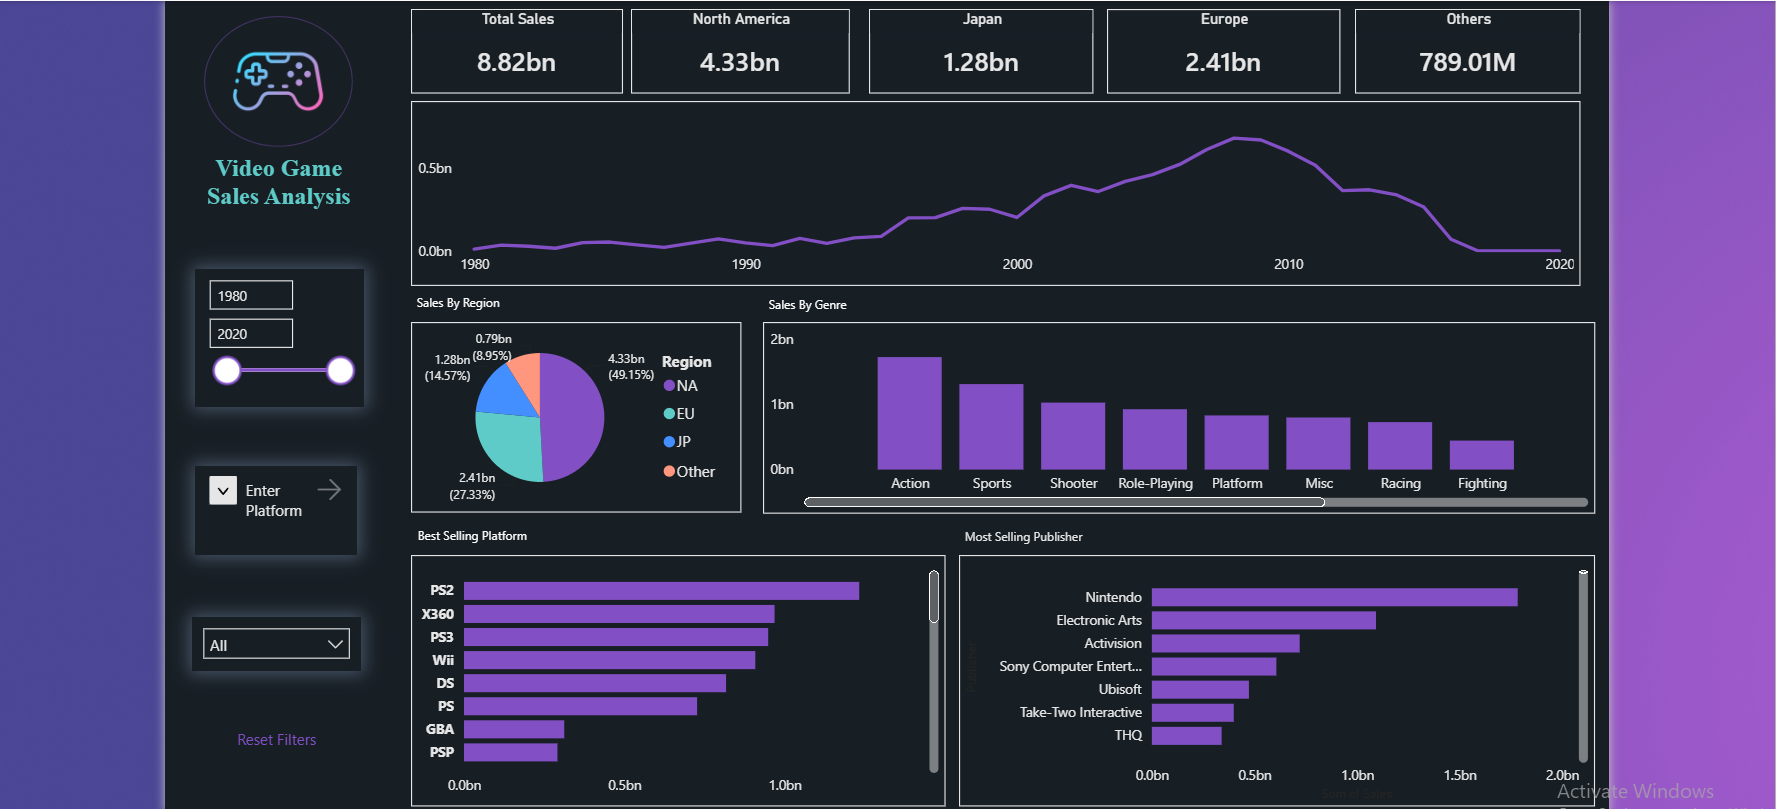 Total Sales
8.82bn
North America
4.33bn
Japan
1.28bn
Europe
2.41bn
Others
789.01M
Video Game
Sales Analysis
0.5bn
0.0bn
1980
1990
2000
2010
2020
1980
2020
Enter
Platform
All
Reset Filters
Sales By Region
0.79bn
(8.95%)
1.28bn
(14.57%)
4.33bn
(49.15%)
2.41bn
(27.33%)
Region
NA
EU
JP
Other
Sales By Genre
2bn
1bn
0bn
Action
Sports
Shooter
Role-Playing
Platform
Misc
Racing
Fighting
Best Selling Platform
PS2
X360
PS3
Wii
DS
PS
GBA
PSP
0.0bn
0.5bn
1.0bn
Most Selling Publisher
Publisher
Nintendo
Electronic Arts
Activision
Sony Computer Entert...
Ubisoft
Take-Two Interactive
THQ
0.0bn
0.5bn
1.0bn
1.5bn
2.0bn
Activate Windows